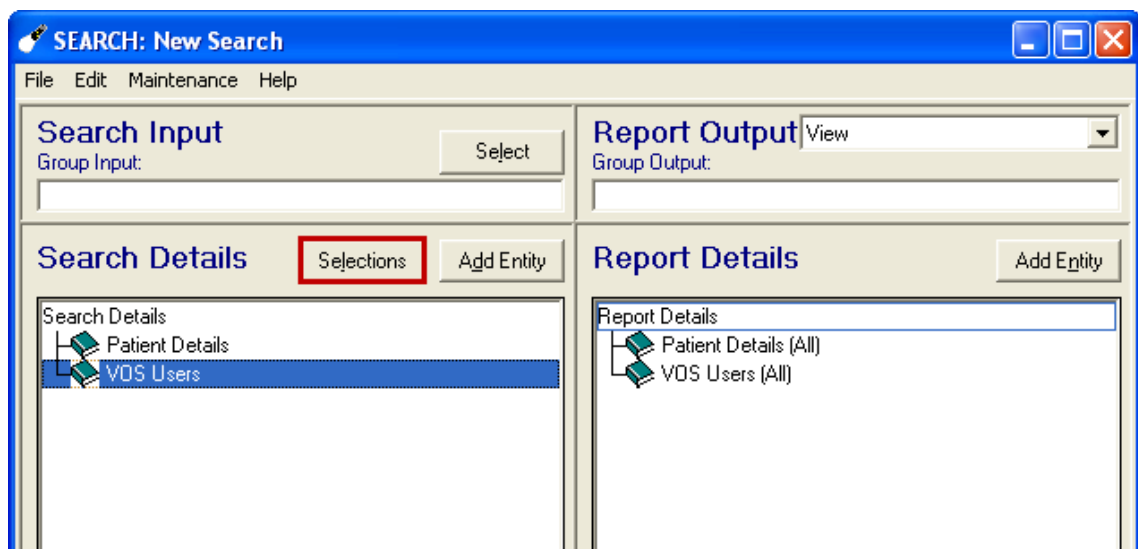 SEARCH: New Search
File Edit Maintenance Help
Search Input
Group Input:
Select
Report Output
View
Group Output:
Search Details
Selections
Add Entity
Search Details
Patient Details
VOS Users
Report Details
Add Entity
Report Details
Patient Details (All)
VOS Users (All)